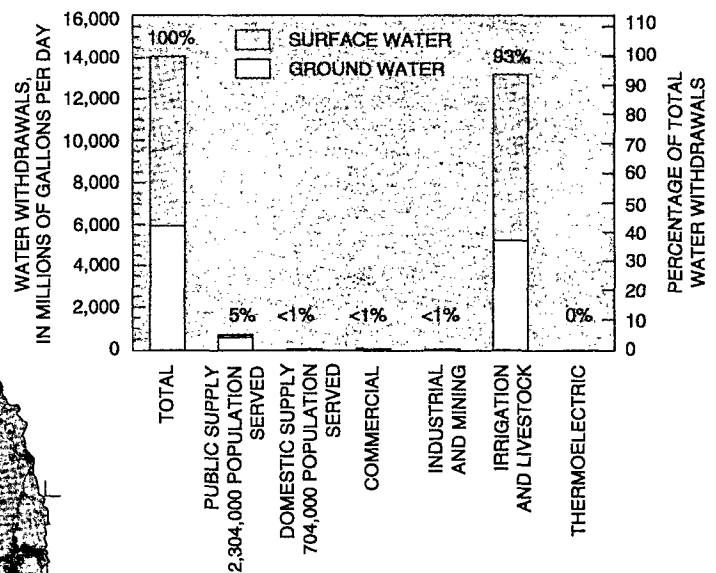 WATER WITHDRAWALS,
IN MILLIONS OF GALLONS PER DAY
16,000
14,000
12,000
10,000
8,000
6,000
4,000
2,000
0
SURFACE WATER
GROUND WATER
100%
5%
<1%
<1%
<1%
93%
0%
110
100
90
80
70
60
50
40
30
20
10
0
PERCENTAGE OF TOTAL
WATER WITHDRAWALS
TOTAL
PUBLIC SUPPLY
2,304,000 POPULATION
SERVED
DOMESTIC SUPPLY
704,000 POPULATION
SERVED
COMMERCIAL
INDUSTRIAL
AND MINING
IRRIGATION
AND LIVESTOCK
THERMOELECTRIC